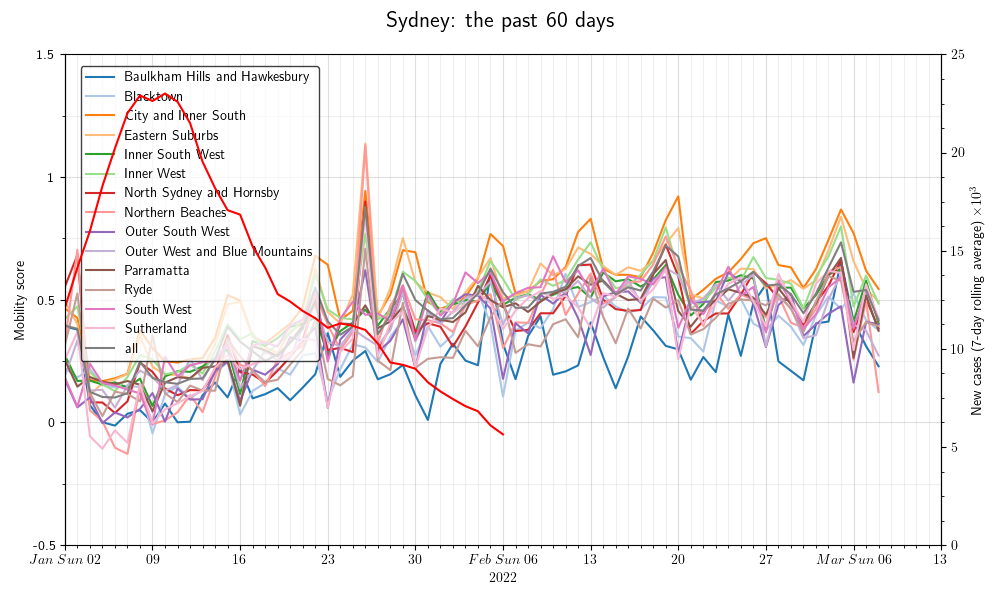 Sydney: the past 60 days
1.5
1
0.5
0
-0.5
Mobility score
Baulkham Hills and Hawkesbury
Blacktown
City and Inner South
Eastern Suburbs
Inner South West
Inner West
North Sydney and Hornsby
Northern Beaches
Outer South West
Outer West and Blue Mountains
Parramatta
Ryde
South West
Sutherland
all
25
20
15
10
5
0
New cases (7-day rolling average) ×10³
Jan Sun 02 09 16 23 30 Feb Sun 06 13 20 27 Mar Sun 06 13
2022